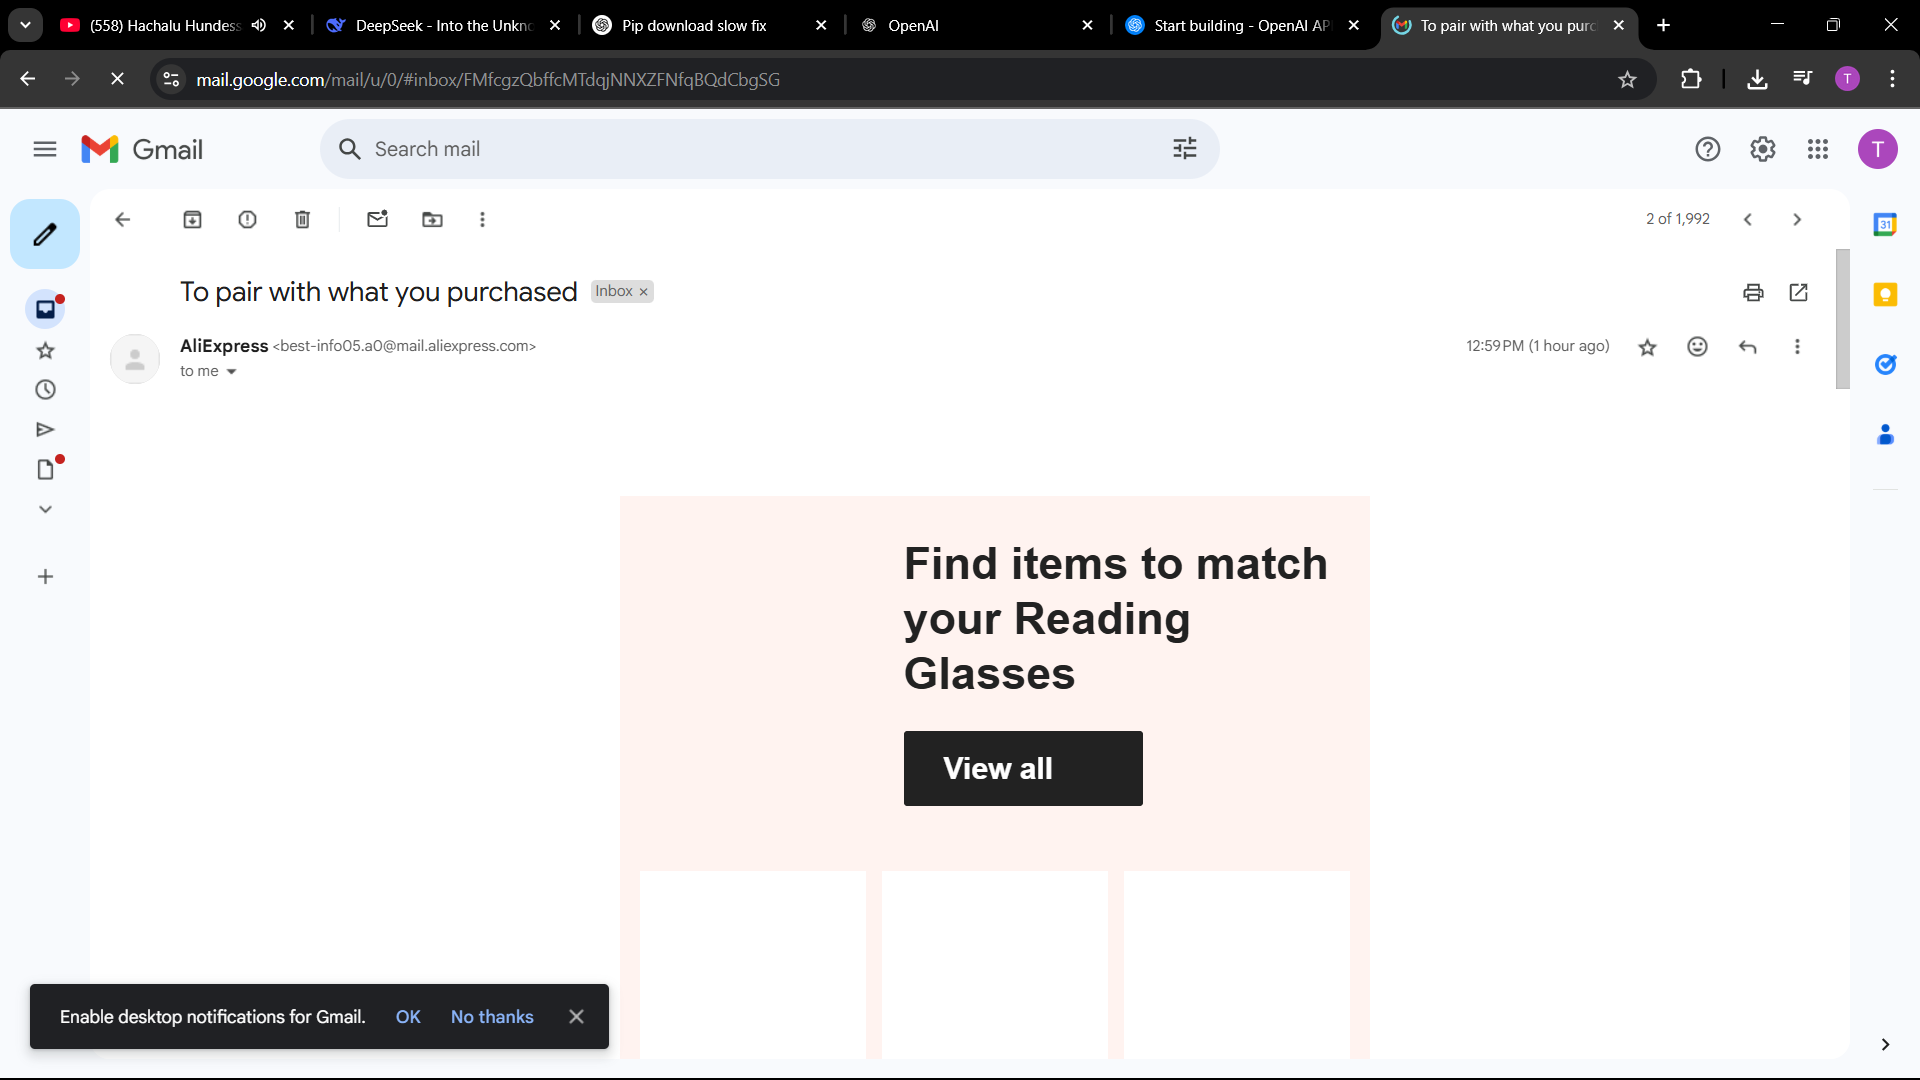 (558) Hachalu Hundess
DeepSeek - Into the Unkno
Pip download slow fix
OpenAI
Start building - OpenAI API
To pair with what you purc
mail.google.com/mail/u/0/#inbox/FMfcgzQbffcMTdqjNNXZFNfqBQdCbgSG
T
Gmail
Search mail
T
2 of 1,992
31
To pair with what you purchased
Inbox ×
AliExpress <best-info05.a0@mail.aliexpress.com>
12:59 PM (1 hour ago)
to me
Find items to match
your Reading
Glasses
View all
Enable desktop notifications for Gmail. OK No thanks